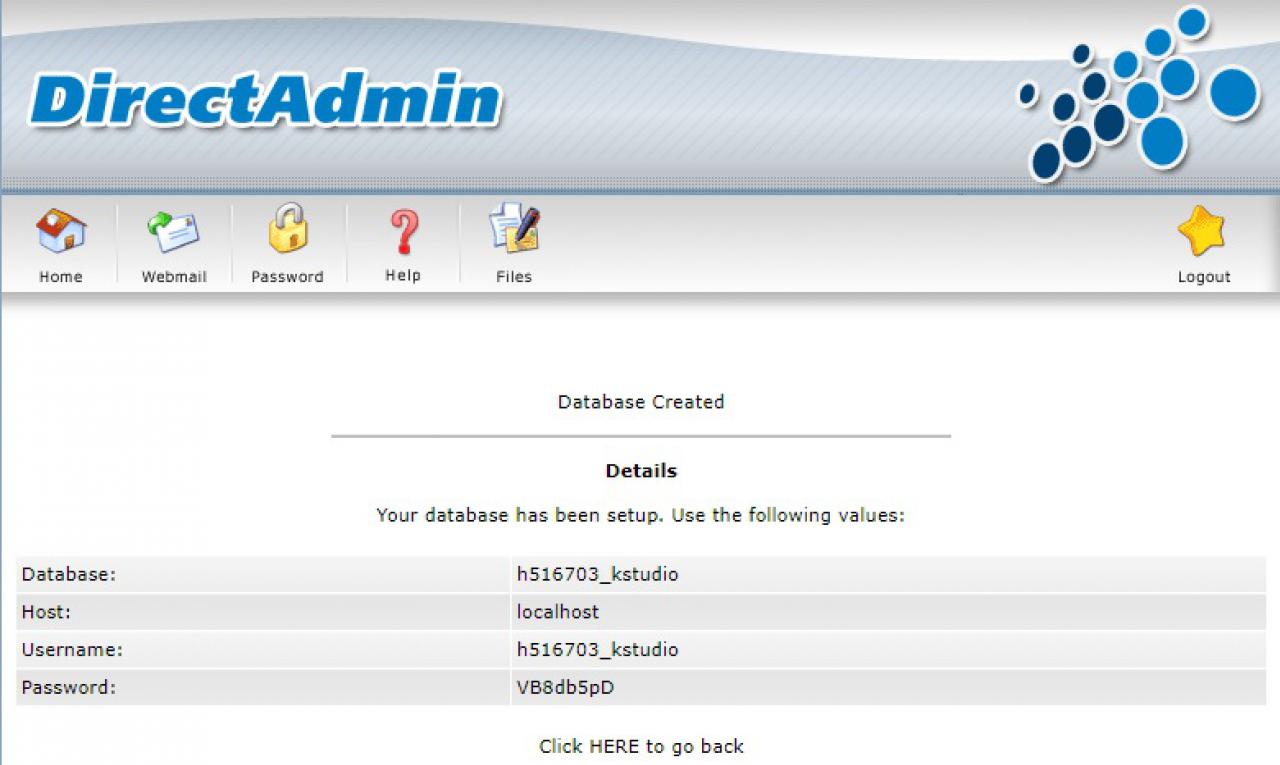 DirectAdmin
Home Webmail Password Help Files Logout
Database Created
Details
Your database has been setup. Use the following values:
Database: h516703_kstudio
Host: localhost
Username: h516703_kstudio
Password: VB8db5pD
Click HERE to go back